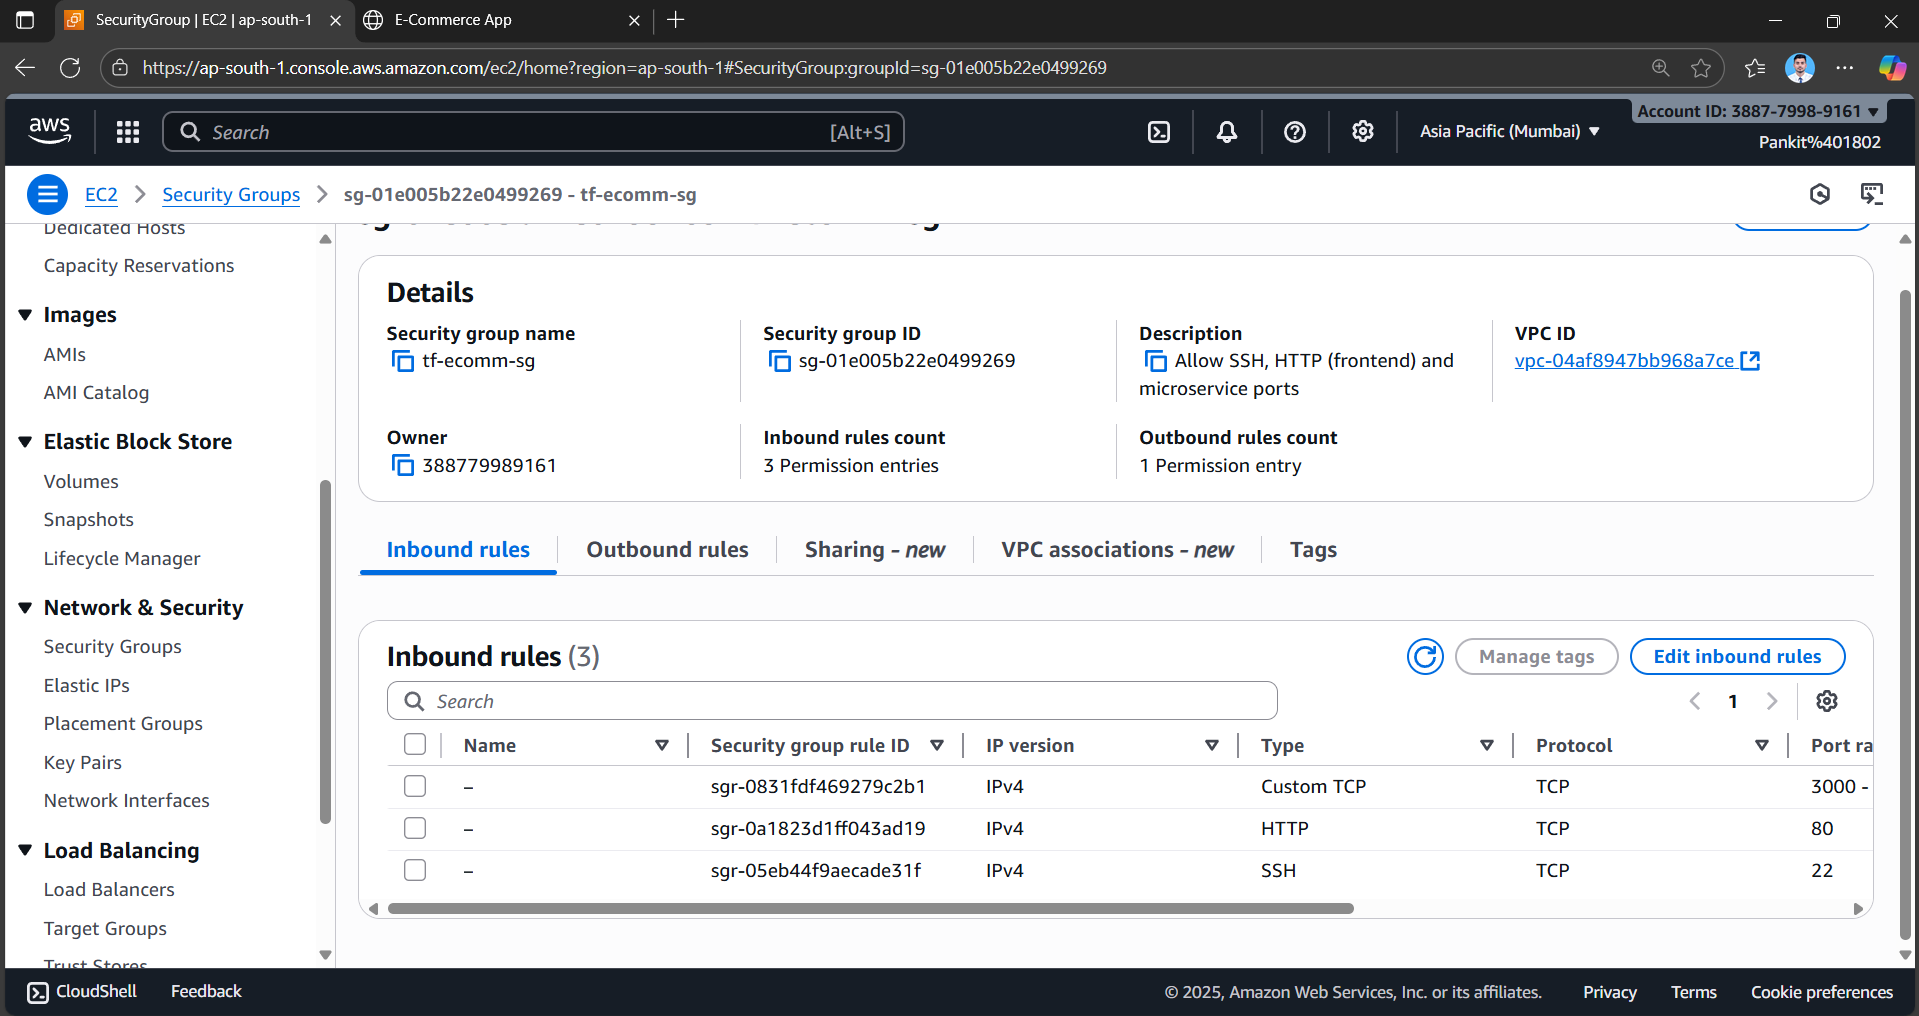 SecurityGroup | EC2 | ap-south-1
E-Commerce App
https://ap-south-1.console.aws.amazon.com/ec2/home?region=ap-south-1#SecurityGroup:groupId=sg-01e005b22e0499269
aws
Search
[Alt+S]
Asia Pacific (Mumbai)
Account ID: 3887-7998-9161
Pankit%401802
EC2
Security Groups
sg-01e005b22e0499269 - tf-ecomm-sg
Dedicated Hosts
Capacity Reservations
Images
AMIs
AMI Catalog
Elastic Block Store
Volumes
Snapshots
Lifecycle Manager
Network & Security
Security Groups
Elastic IPs
Placement Groups
Key Pairs
Network Interfaces
Load Balancing
Load Balancers
Target Groups
Trust Stores
Details
Security group name
tf-ecomm-sg
Security group ID
sg-01e005b22e0499269
Description
Allow SSH, HTTP (frontend) and
microservice ports
VPC ID
vpc-04af8947bb968a7ce
Owner
388779989161
Inbound rules count
3 Permission entries
Outbound rules count
1 Permission entry
Inbound rules
Outbound rules
Sharing - new
VPC associations - new
Tags
Inbound rules (3)
Manage tags
Edit inbound rules
Search
1
Name Security group rule ID IP version Type Protocol Port ra
– sgr-0831fdf469279c2b1 IPv4 Custom TCP TCP 3000 -
– sgr-0a1823d1ff043ad19 IPv4 HTTP TCP 80
– sgr-05eb44f9aecade31f IPv4 SSH TCP 22
CloudShell
Feedback
© 2025, Amazon Web Services, Inc. or its affiliates.
Privacy
Terms
Cookie preferences